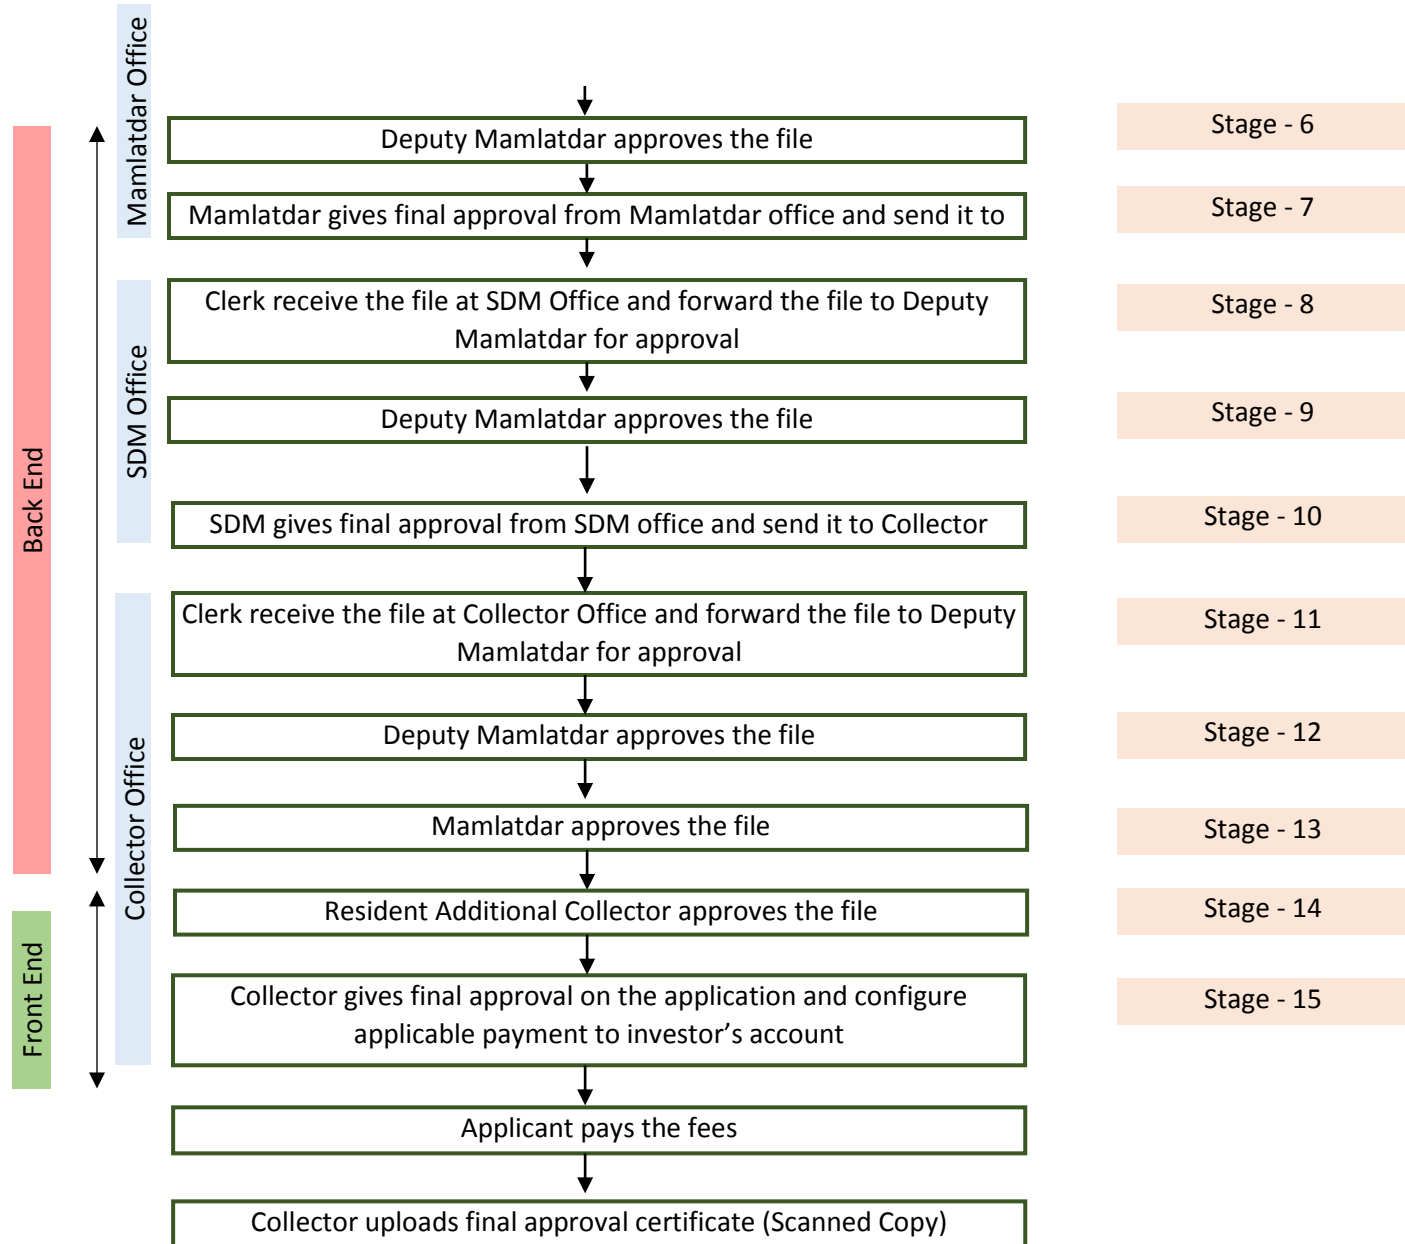 Mamlatdar Office
Deputy Mamlatdar approves the file
Stage - 6
Mamlatdar gives final approval from Mamlatdar office and send it to
Stage - 7
Clerk receive the file at SDM Office and forward the file to Deputy
Mamlatdar for approval
Stage - 8
SDM Office
Deputy Mamlatdar approves the file
Stage - 9
Back End
SDM gives final approval from SDM office and send it to Collector
Stage - 10
Clerk receive the file at Collector Office and forward the file to Deputy
Mamlatdar for approval
Stage - 11
Deputy Mamlatdar approves the file
Stage - 12
Collector Office
Mamlatdar approves the file
Stage - 13
Resident Additional Collector approves the file
Stage - 14
Front End
Collector gives final approval on the application and configure
applicable payment to investor’s account
Stage - 15
Applicant pays the fees
Collector uploads final approval certificate (Scanned Copy)